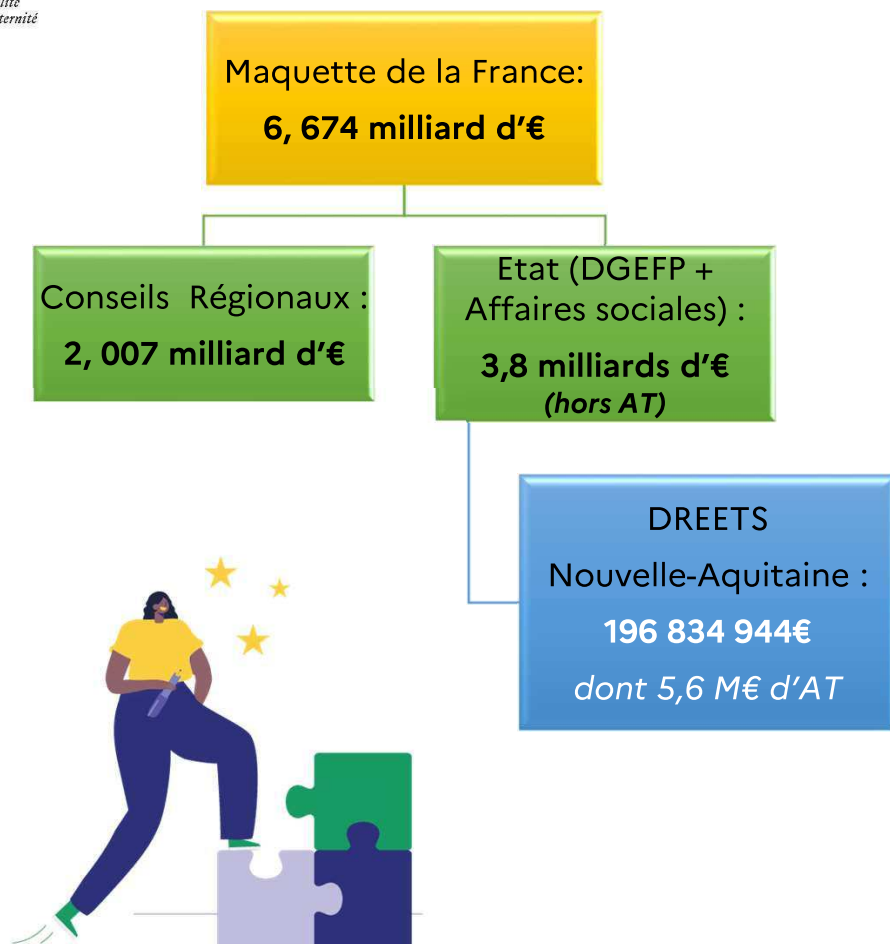 ternité
Maquette de la France:
6, 674 milliard d’€
Conseils  Régionaux :
2, 007 milliard d’€
Etat (DGEFP +
Affaires sociales) :
3,8 milliards d’€
(hors AT)
DREETS
Nouvelle-Aquitaine :
196 834 944€
dont 5,6 M€ d’AT